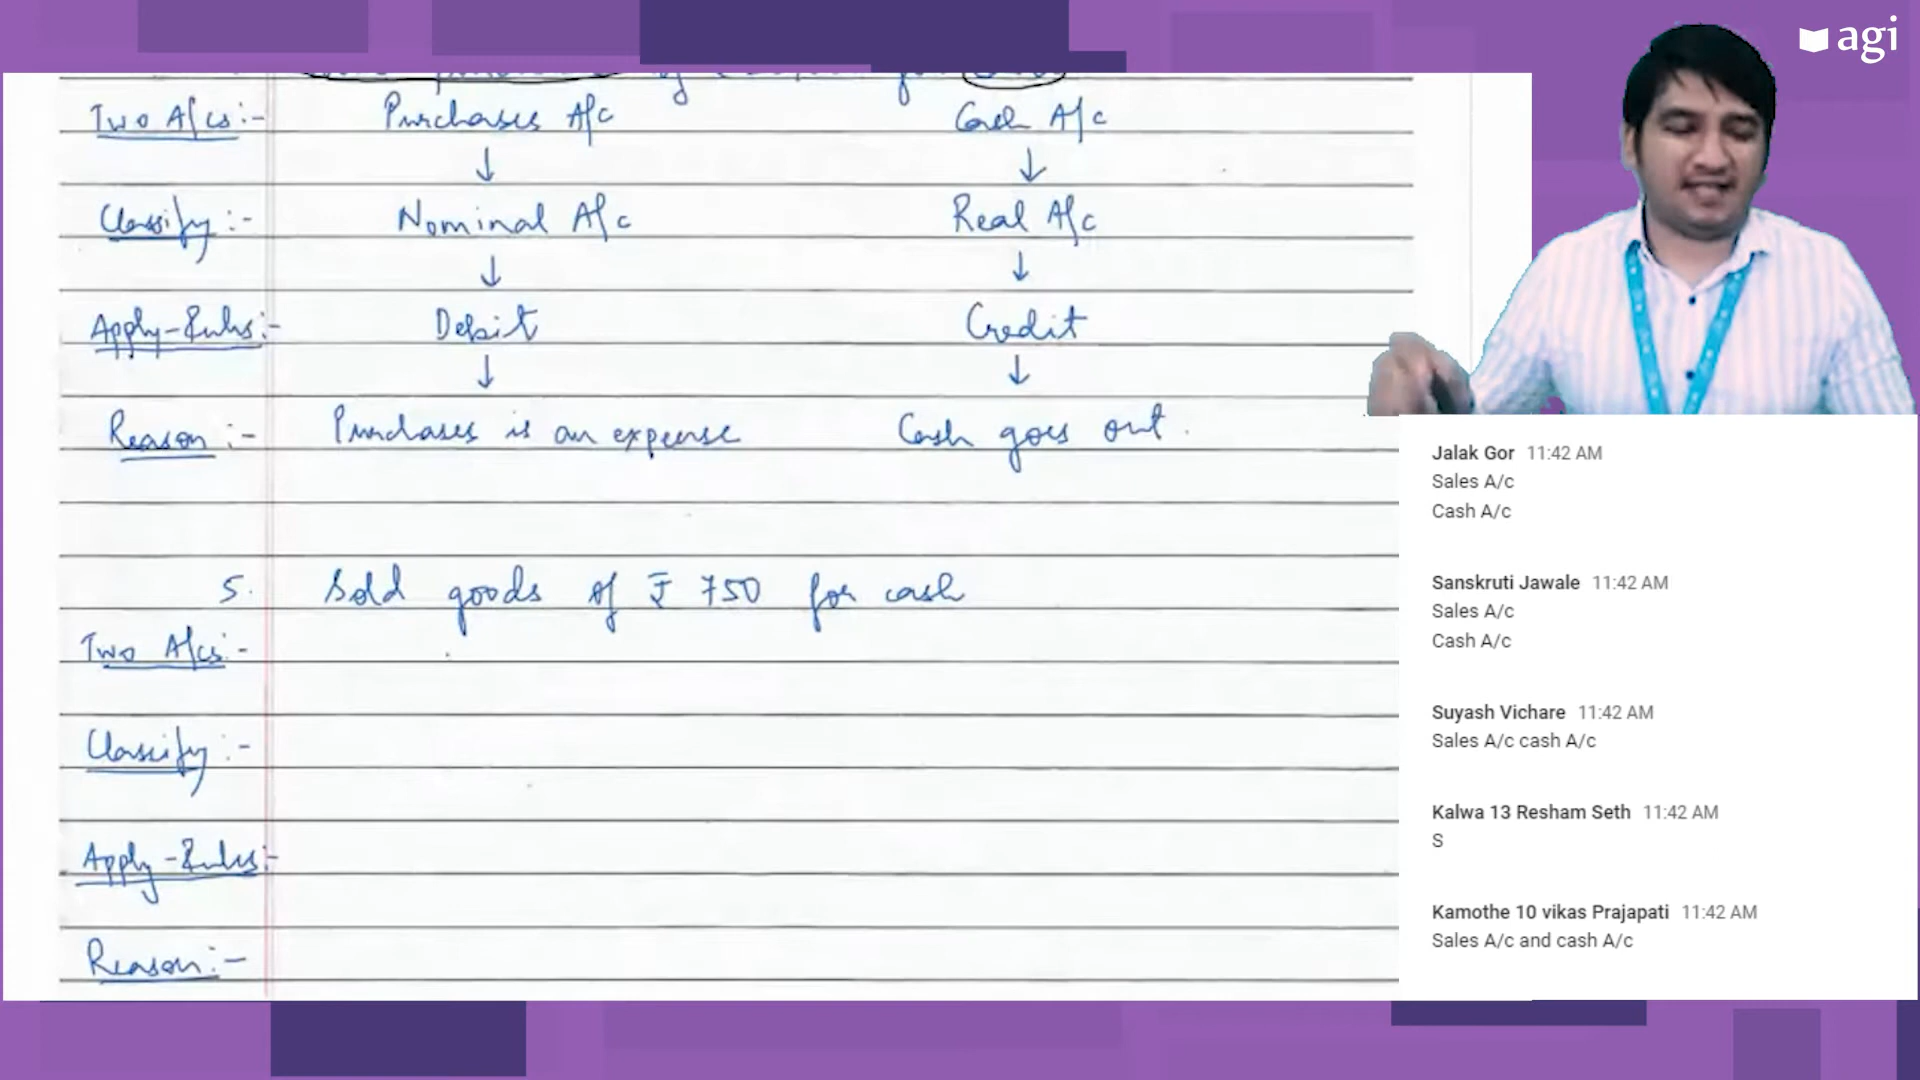 agi
Two A/cs:- Purchases A/c Cash A/c
Classify:- Nominal A/c Real A/c
Apply-Rules:- Debit Credit
Reason:- Purchases is an expense Cash goes out.
5. Sold goods of ₹ 750 for cash
Two A/cs:-
Classify:-
Apply-Rules:-
Reason:-
Jalak Gor 11:42 AM
Sales A/c
Cash A/c
Sanskruti Jawale 11:42 AM
Sales A/c
Cash A/c
Suyash Vichare 11:42 AM
Sales A/c cash A/c
Kalwa 13 Resham Seth 11:42 AM
S
Kamothe 10 vikas Prajapati 11:42 AM
Sales A/c and cash A/c